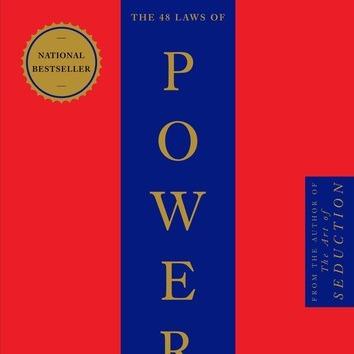 THE 48 LAWS OF
NATIONAL
BESTSELLER
P
O
W
E
R
FROM THE AUTHOR OF
The Art of
SEDUCTION